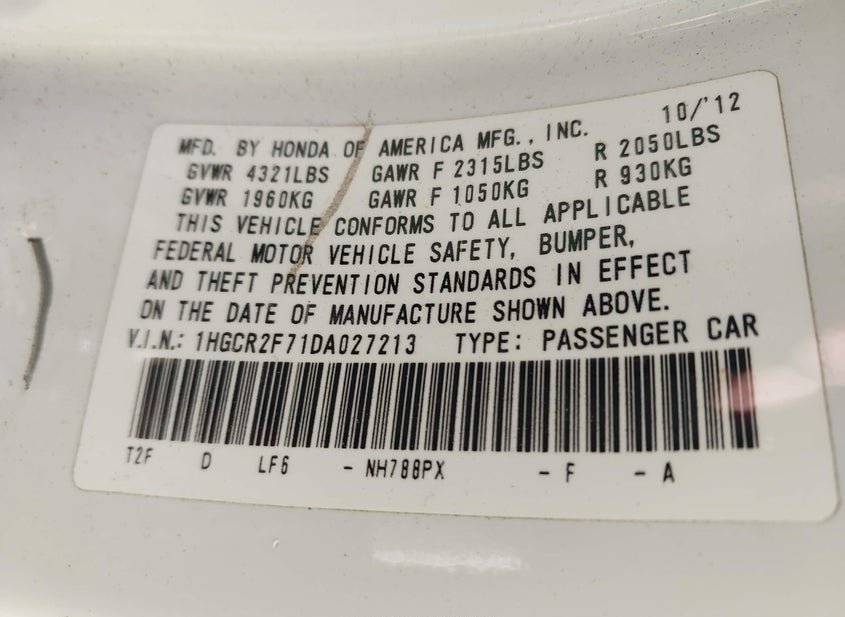 MFD. BY HONDA OF AMERICA MFG., INC. 10/'12
GVWR 4321LBS GAWR F 2315LBS R 2050LBS
GVWR 1960KG GAWR F 1050KG R 930KG
THIS VEHICLE CONFORMS TO ALL APPLICABLE
FEDERAL MOTOR VEHICLE SAFETY, BUMPER,
AND THEFT PREVENTION STANDARDS IN EFFECT
ON THE DATE OF MANUFACTURE SHOWN ABOVE.
V.I.N.: 1HGCR2F71DA027213 TYPE: PASSENGER CAR
T2F D LF6 - NH788PX - F - A